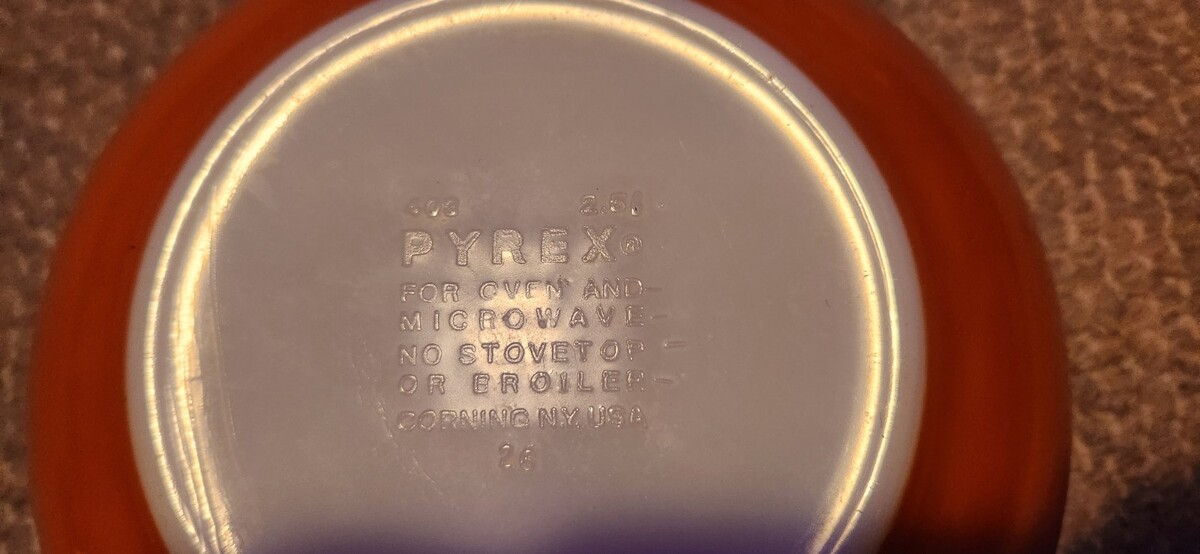 403 2.5l
PYREX®
FOR OVEN AND
MICROWAVE
NO STOVETOP
OR BROILER
CORNING N.Y. USA
26